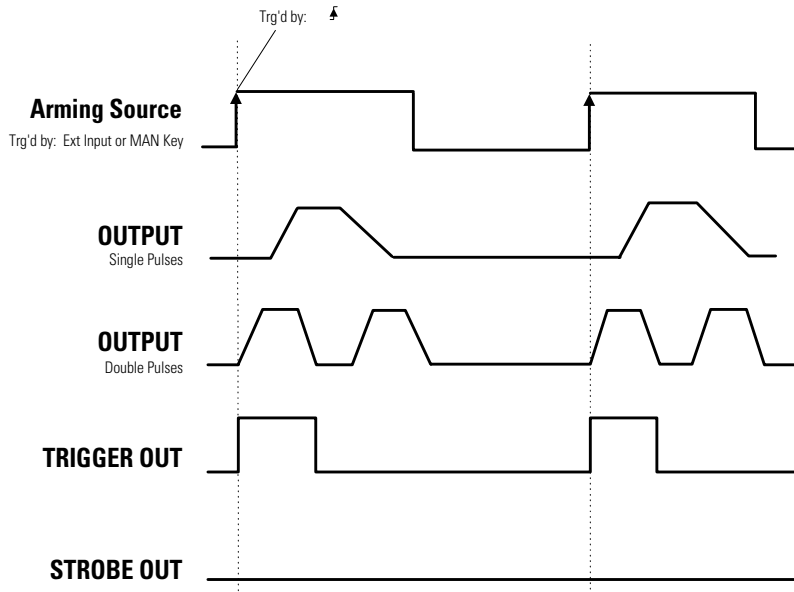 Trg'd by:
Arming Source
Trg'd by: Ext Input or MAN Key
OUTPUT
Single Pulses
OUTPUT
Double Pulses
TRIGGER OUT
STROBE OUT